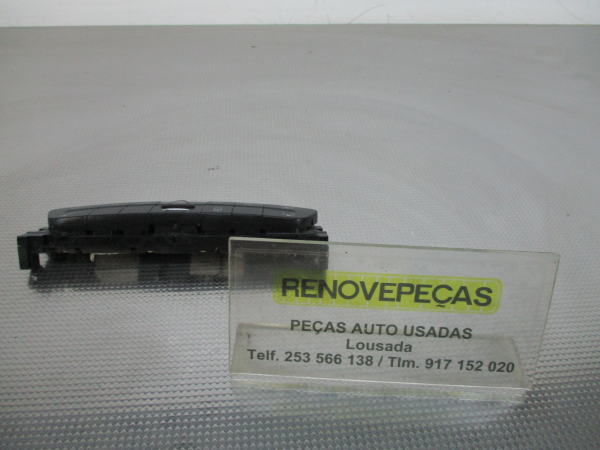 RENOVEPEÇAS
PEÇAS AUTO USADAS
Lousada
Telf. 253 566 138 / Tlm. 917 152 020